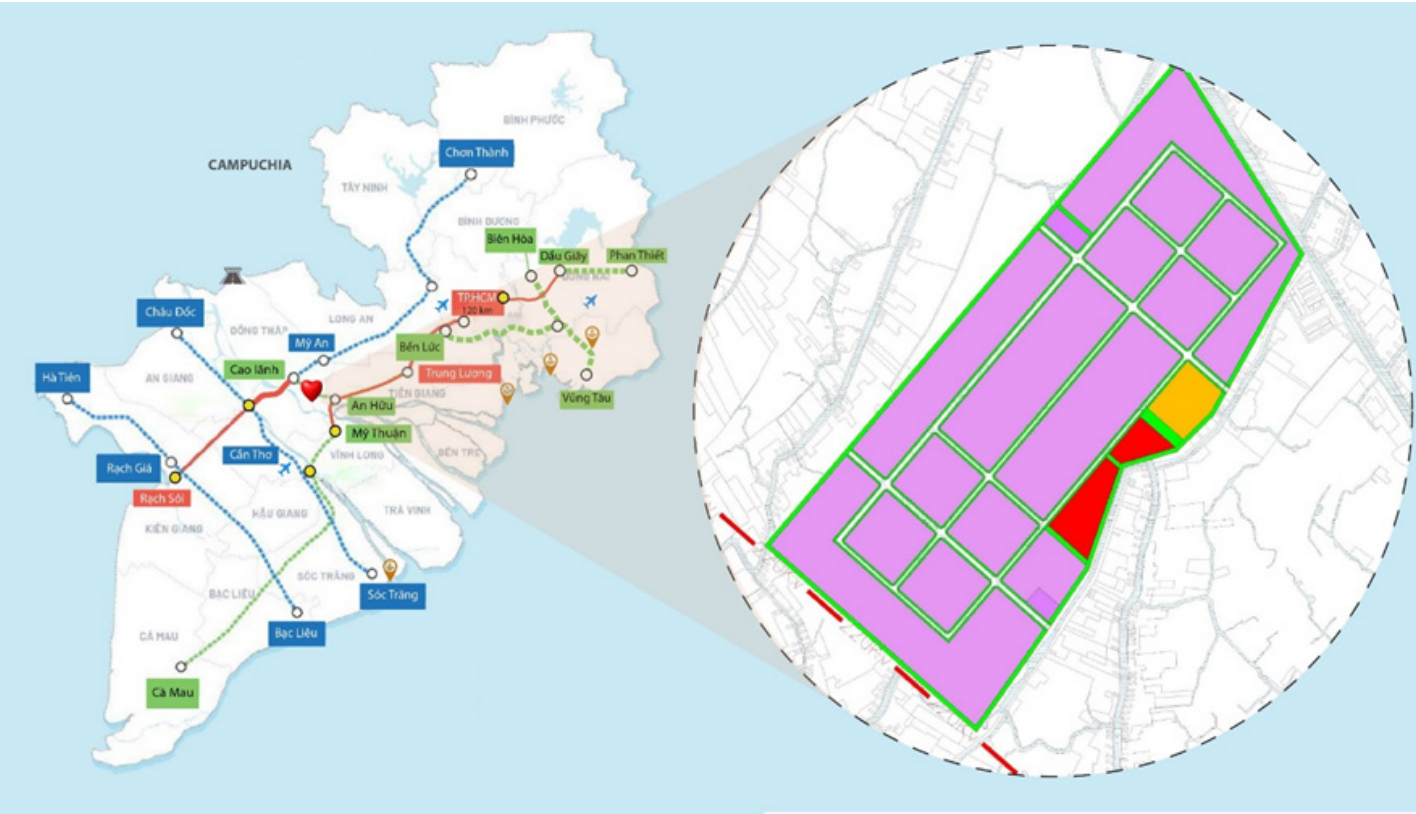 BÌNH PHƯỚC
CAMPUCHIA
Chơn Thành
TÂY NINH
BÌNH DƯƠNG
Biên Hòa
Dầu Giây
Phan Thiết
ĐỒNG NAI
TP.HCM
120 km
Châu Đốc
LONG AN
ĐỒNG THÁP
Mỹ An
Bến Lức
Cao lãnh
Trung Lương
Hà Tiên
AN GIANG
TIỀN GIANG
An Hữu
Vũng Tàu
Mỹ Thuận
Cần Thơ
VĨNH LONG
BẾN TRE
Rạch Giá
Rạch Sỏi
KIÊN GIANG
HẬU GIANG
TRÀ VINH
SÓC TRĂNG
BẠC LIÊU
Sóc Trăng
Bạc Liêu
CÀ MAU
Cà Mau